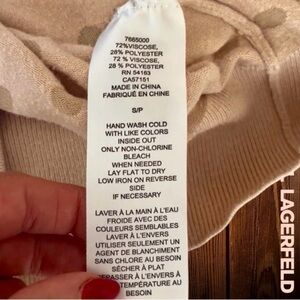 7665000
72%VISCOSE,
28% POLYESTER
72 % VISCOSE,
28 % POLYESTER
RN 54163
CA57151
MADE IN CHINA
FABRIQUÉ EN CHINE
S/P
HAND WASH COLD
WITH LIKE COLORS
INSIDE OUT
ONLY NON-CHLORINE
BLEACH
WHEN NEEDED
LAY FLAT TO DRY
LOW IRON ON REVERSE
SIDE
IF NECESSARY
LAVER À LA MAIN À L'EAU
FROIDE AVEC DES
COULEURS SEMBLABLES
LAVER À L'ENVERS
UTILISER SEULEMENT UN
AGENT DE BLANCHIMENT
SANS CHLORE AU BESOIN
SÉCHER À PLAT
À L'ENVERS À
TEMPÉRATURE AU
BESOIN
LAGERFELD